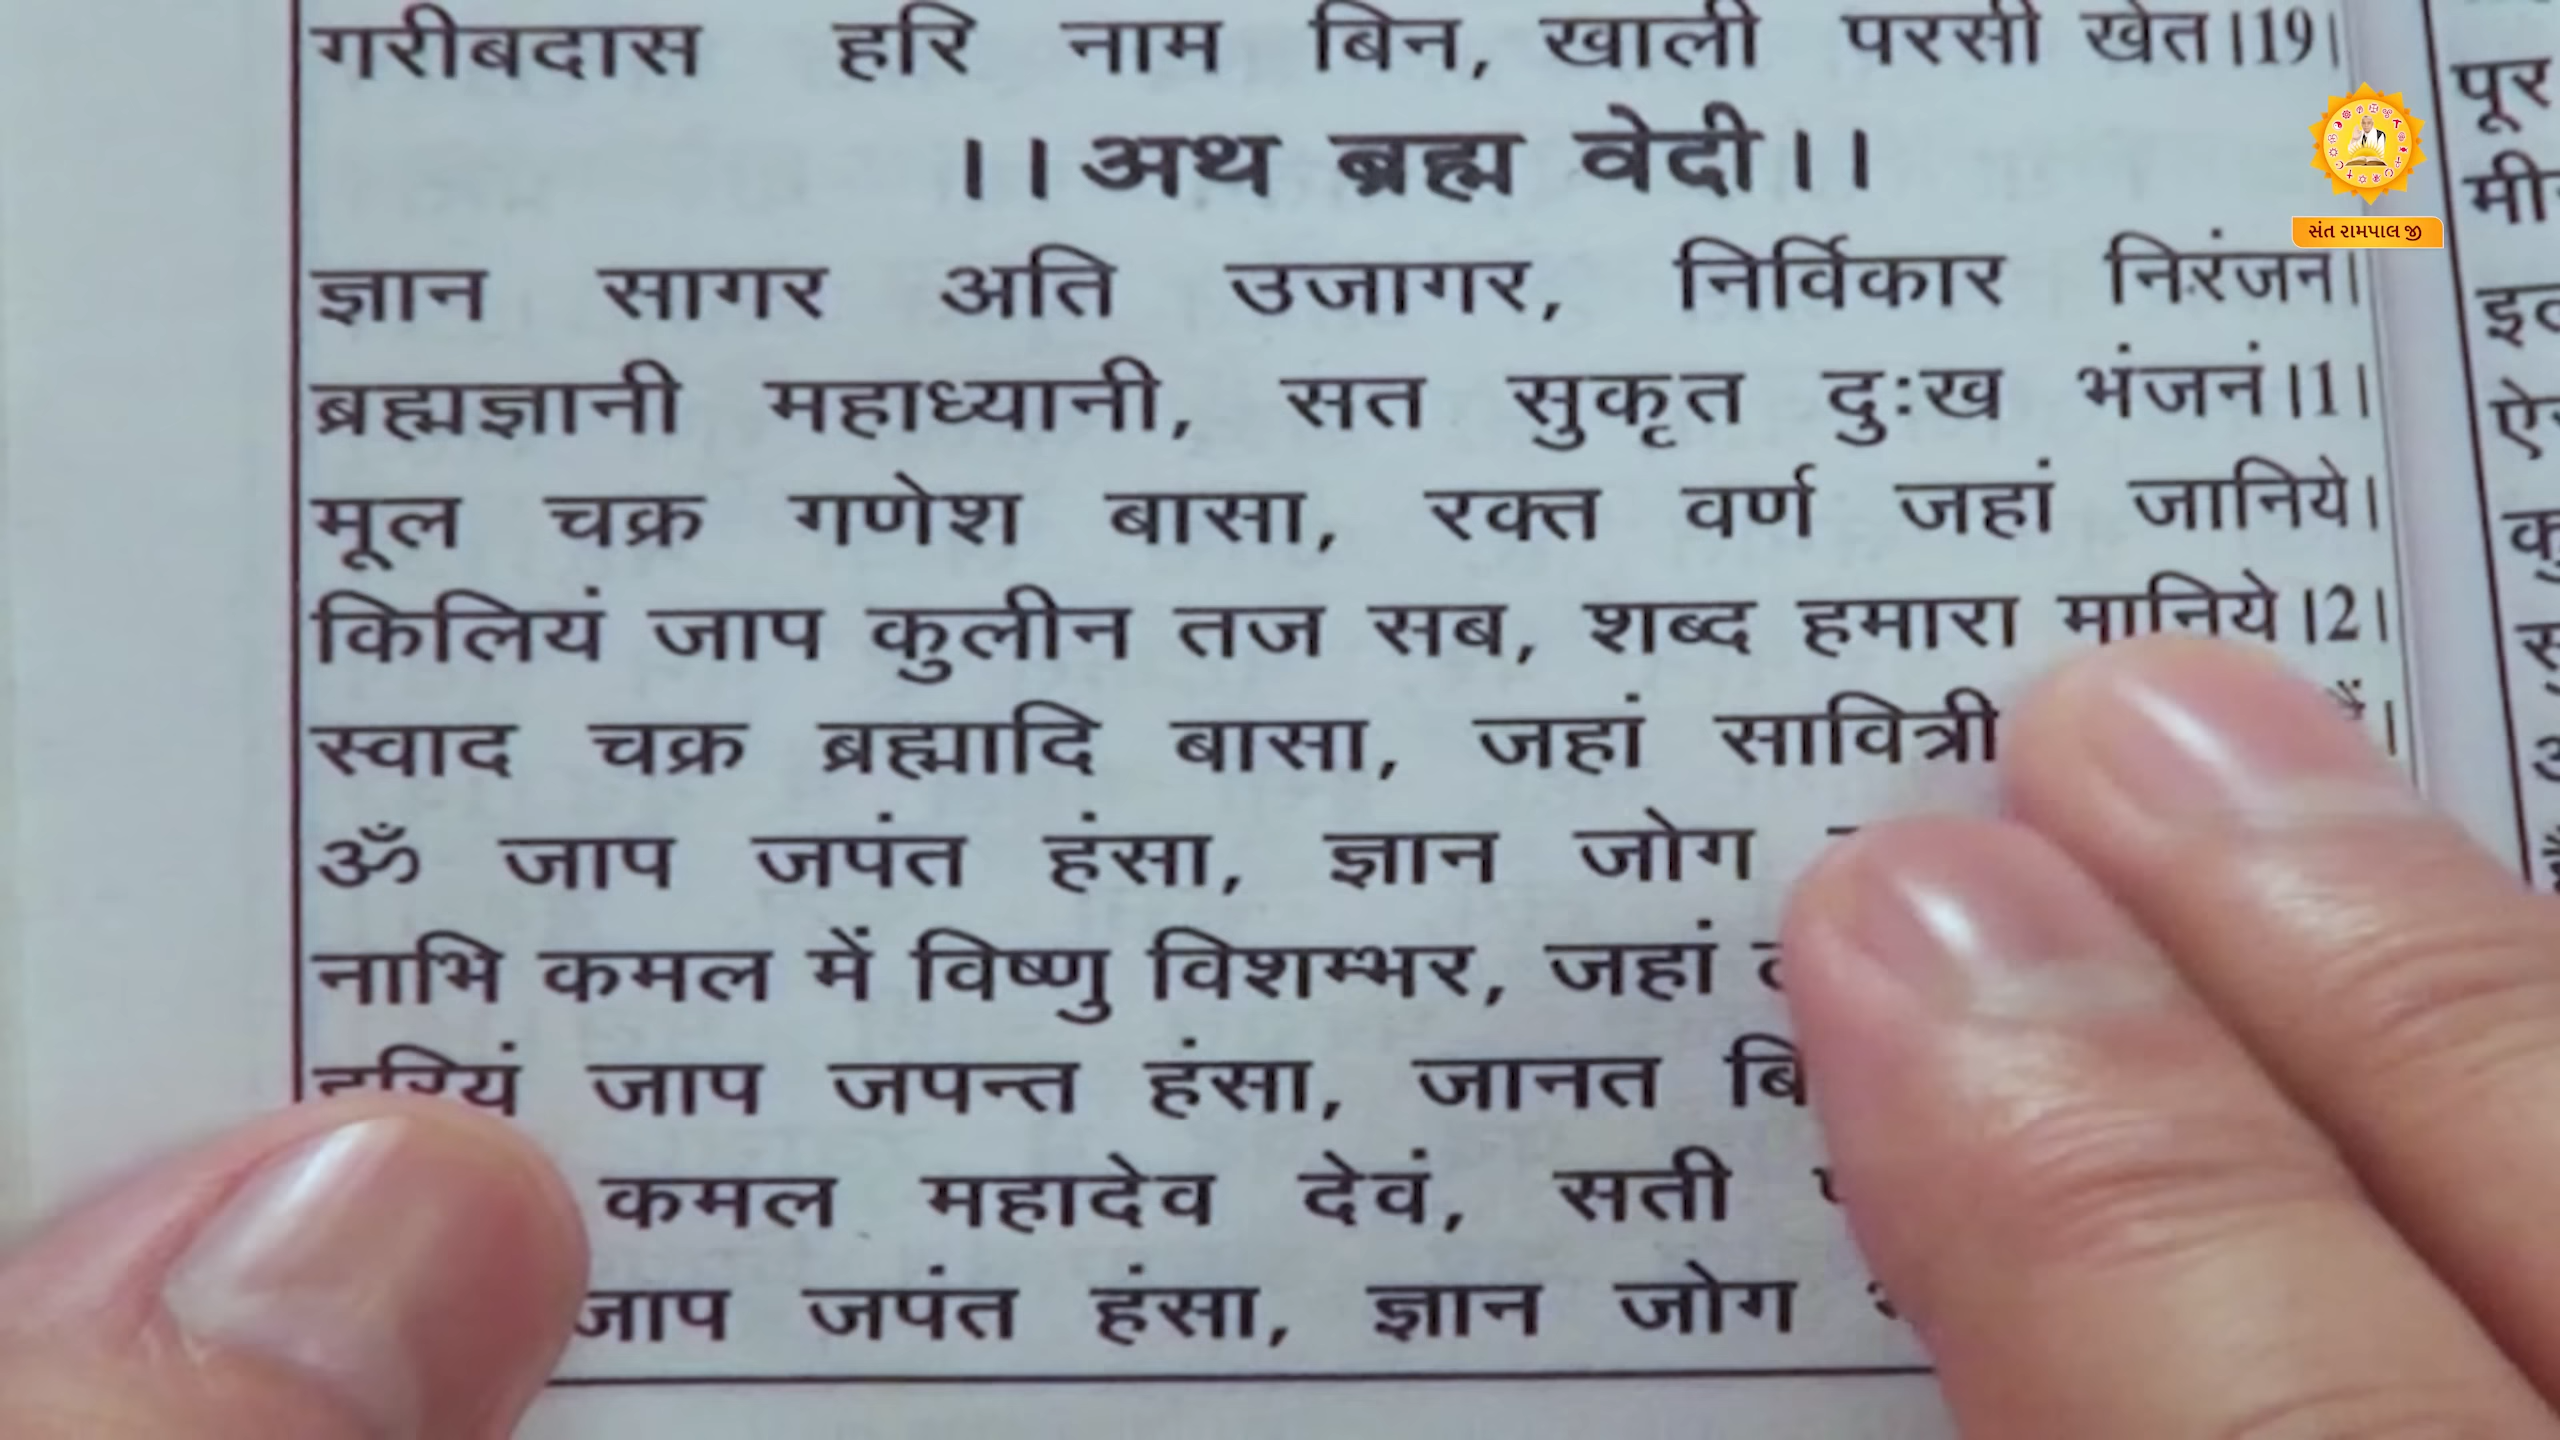 गरीबदास हरि नाम बिन, खाली परसी खेत।19।
।।अथ ब्रह्म वेदी।।
ज्ञान सागर अति उजागर, निर्विकार निरंजन।
ब्रह्मज्ञानी महाध्यानी, सत सुकृत दुःख भंजनं।1।
मूल चक्र गणेश बासा, रक्त वर्ण जहां जानिये।
किलियं जाप कुलीन तज सब, शब्द हमारा मानिये।2।
स्वाद चक्र ब्रह्मादि बासा, जहां सावित्री
ॐ जाप जपंत हंसा, ज्ञान जोग
नाभि कमल में विष्णु विशम्भर, जहां
हरियं जाप जपन्त हंसा, जानत
कमल महादेव देवं, सती
जाप जपंत हंसा, ज्ञान जोग
સંત રામપાલ જી